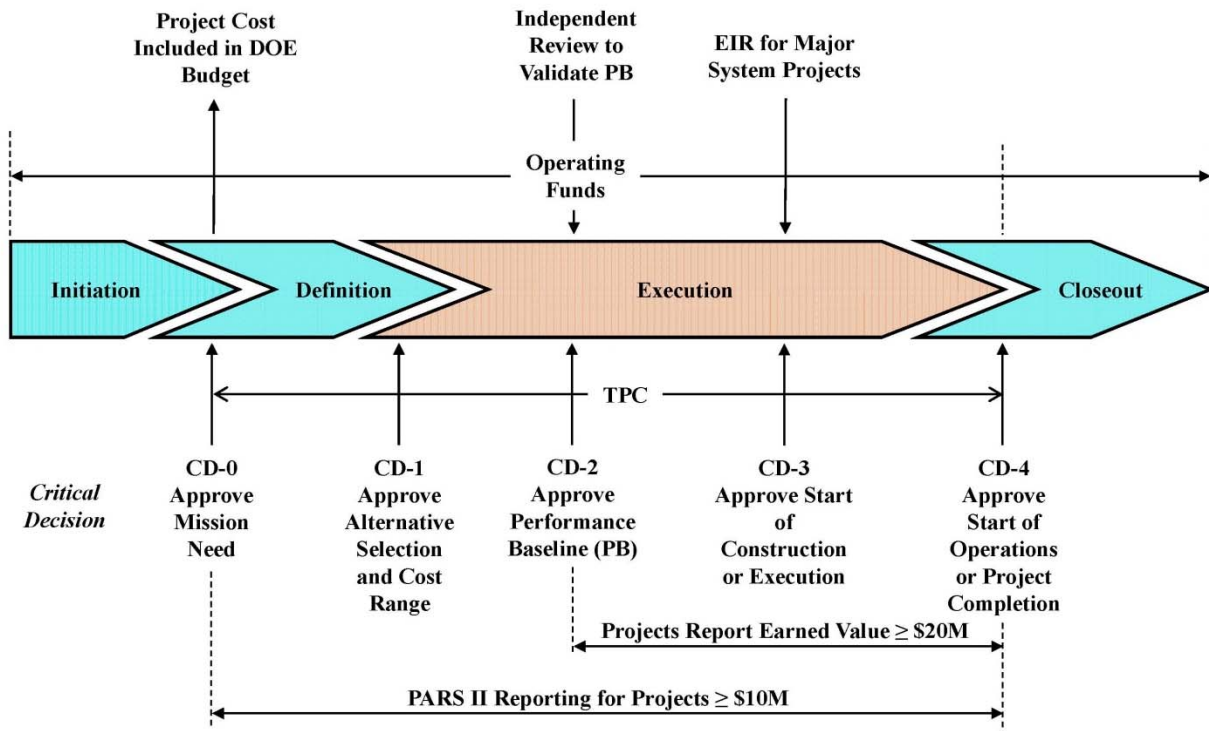 Project Cost
Included in DOE
Budget
Independent
Review to
Validate PB
EIR for Major
System Projects
Operating
Funds
Initiation
Definition
Execution
Closeout
TPC
Critical
Decision
CD-0
Approve
Mission
Need
CD-1
Approve
Alternative
Selection
and Cost
Range
CD-2
Approve
Performance
Baseline (PB)
CD-3
Approve Start
of
Construction
or Execution
CD-4
Approve
Start of
Operations
or Project
Completion
Projects Report Earned Value ≥ $20M
PARS II Reporting for Projects ≥ $10M